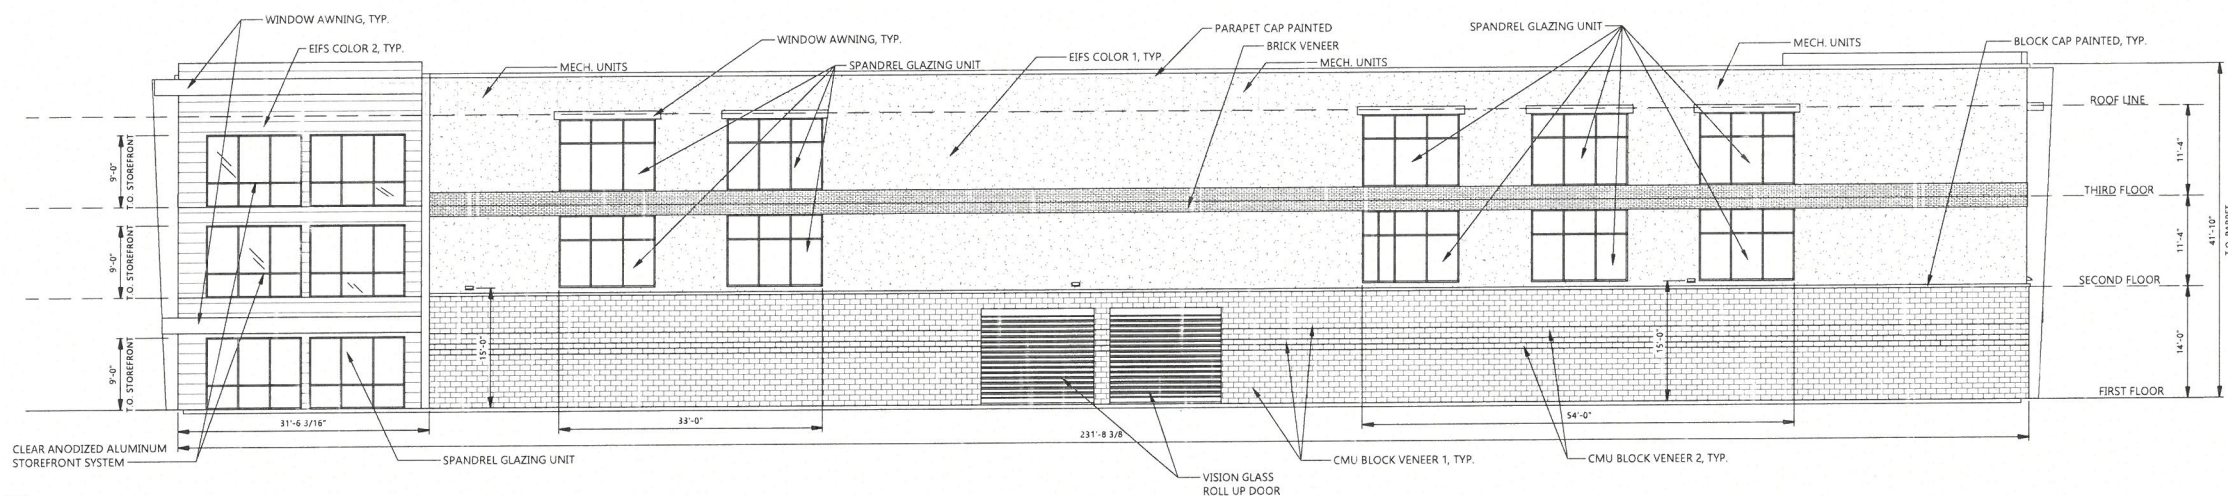 WINDOW AWNING, TYP.
EIFS COLOR 2, TYP.
MECH. UNITS
WINDOW AWNING, TYP.
SPANDREL GLAZING UNIT
EIFS COLOR 1, TYP.
PARAPET CAP PAINTED
BRICK VENEER
MECH. UNITS
SPANDREL GLAZING UNIT
MECH. UNITS
BLOCK CAP PAINTED, TYP.
ROOF LINE
THIRD FLOOR
SECOND FLOOR
FIRST FLOOR
11'-4"
11'-4"
14'-0"
41'-10"
9'-0"
T.O. STOREFRONT
9'-0"
T.O. STOREFRONT
9'-0"
T.O. STOREFRONT
15'-0"
15'-0"
31'-6 3/16"
33'-0"
231'-8 3/8
54'-0"
CLEAR ANODIZED ALUMINUM
STOREFRONT SYSTEM
SPANDREL GLAZING UNIT
VISION GLASS
ROLL UP DOOR
CMU BLOCK VENEER 1, TYP.
CMU BLOCK VENEER 2, TYP.